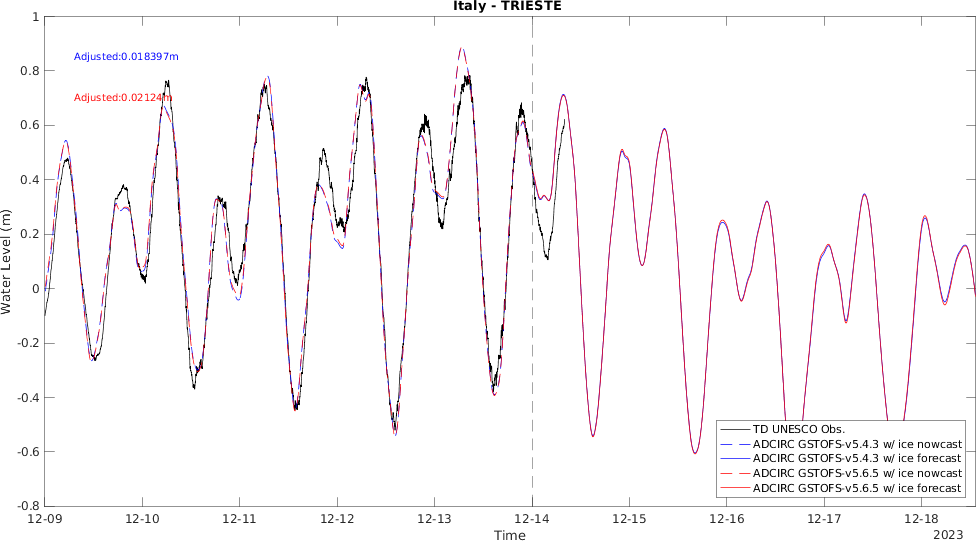 Italy - TRIESTE
Adjusted:0.018397m
Adjusted:0.02124m
Water Level (m)
1
0.8
0.6
0.4
0.2
0
-0.2
-0.4
-0.6
-0.8
TD UNESCO Obs.
ADCIRC GSTOFS-v5.4.3 w/ ice nowcast
ADCIRC GSTOFS-v5.4.3 w/ ice forecast
ADCIRC GSTOFS-v5.6.5 w/ ice nowcast
ADCIRC GSTOFS-v5.6.5 w/ ice forecast
12-09 12-10 12-11 12-12 12-13 12-14 12-15 12-16 12-17 12-18
Time
2023